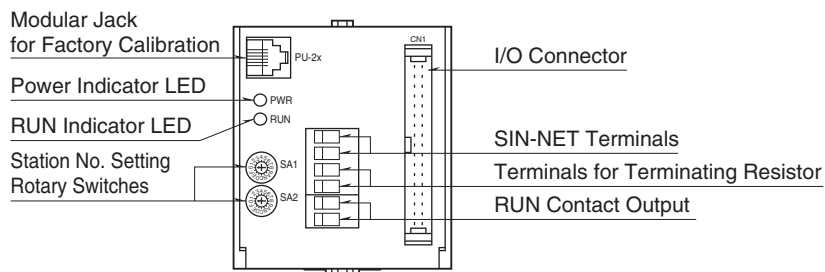 Modular Jack
for Factory Calibration
Power Indicator LED
RUN Indicator LED
Station No. Setting
Rotary Switches
PU-2x
PWR
RUN
SA1
SA2
CN1
I/O Connector
SIN-NET Terminals
Terminals for Terminating Resistor
RUN Contact Output